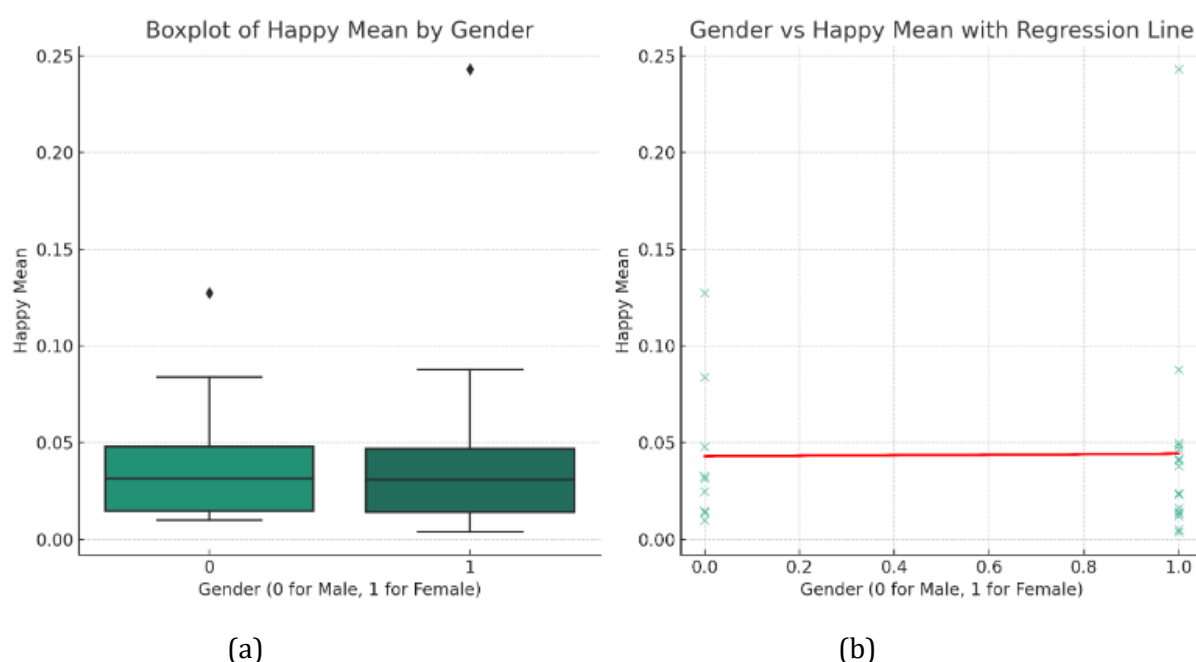 Boxplot of Happy Mean by Gender
0.25
0.20
0.15
0.10
0.05
0.00
Happy Mean
0
1
Gender (0 for Male, 1 for Female)
(a)
Gender vs Happy Mean with Regression Line
0.25
0.20
0.15
0.10
0.05
0.00
Happy Mean
0.0
0.2
0.4
0.6
0.8
1.0
Gender (0 for Male, 1 for Female)
(b)